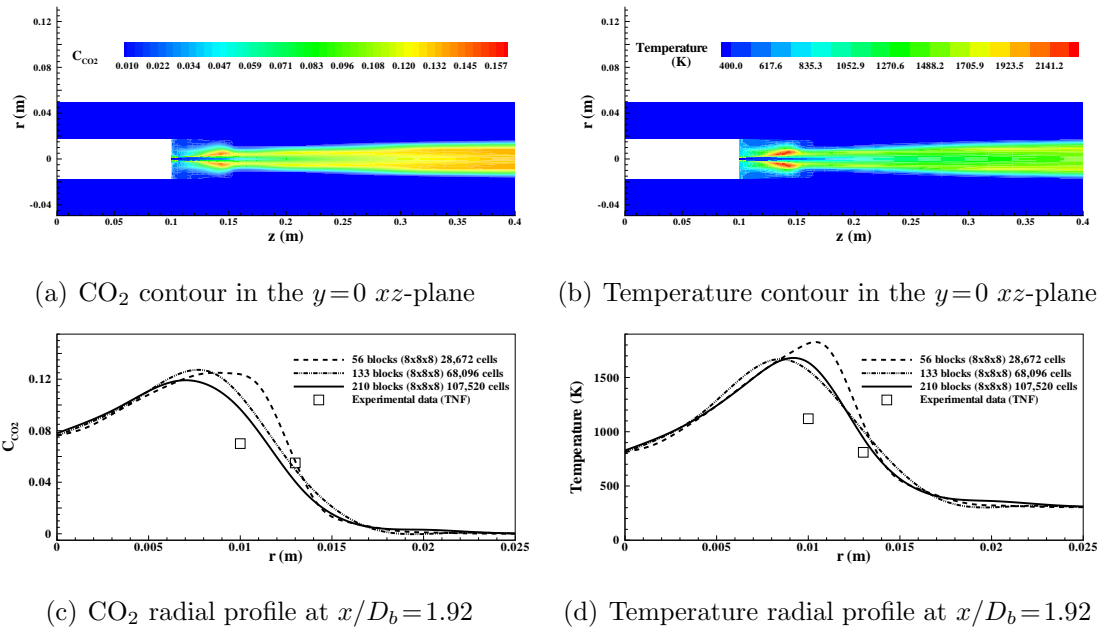 0.12
0.08
0.04
0
-0.04
r (m)
C_CO2
0.010 0.022 0.034 0.047 0.059 0.071 0.083 0.096 0.108 0.120 0.132 0.145 0.157
0 0.05 0.1 0.15 0.2 0.25 0.3 0.35 0.4
z (m)
(a) CO₂ contour in the y=0 xz-plane
0.12
0.08
0.04
0
-0.04
r (m)
Temperature
(K)
400.0 617.6 835.3 1052.9 1270.6 1488.2 1705.9 1923.5 2141.2
0 0.05 0.1 0.15 0.2 0.25 0.3 0.35 0.4
z (m)
(b) Temperature contour in the y=0 xz-plane
0.12
0.08
0.04
0
C_CO2
56 blocks (8x8x8) 28,672 cells
133 blocks (8x8x8) 68,096 cells
210 blocks (8x8x8) 107,520 cells
Experimental data (TNF)
0 0.005 0.01 0.015 0.02 0.025
r (m)
(c) CO₂ radial profile at x/D_b=1.92
1500
1000
500
0
Temperature (K)
56 blocks (8x8x8) 28,672 cells
133 blocks (8x8x8) 68,096 cells
210 blocks (8x8x8) 107,520 cells
Experimental data (TNF)
0 0.005 0.01 0.015 0.02 0.025
r (m)
(d) Temperature radial profile at x/D_b=1.92